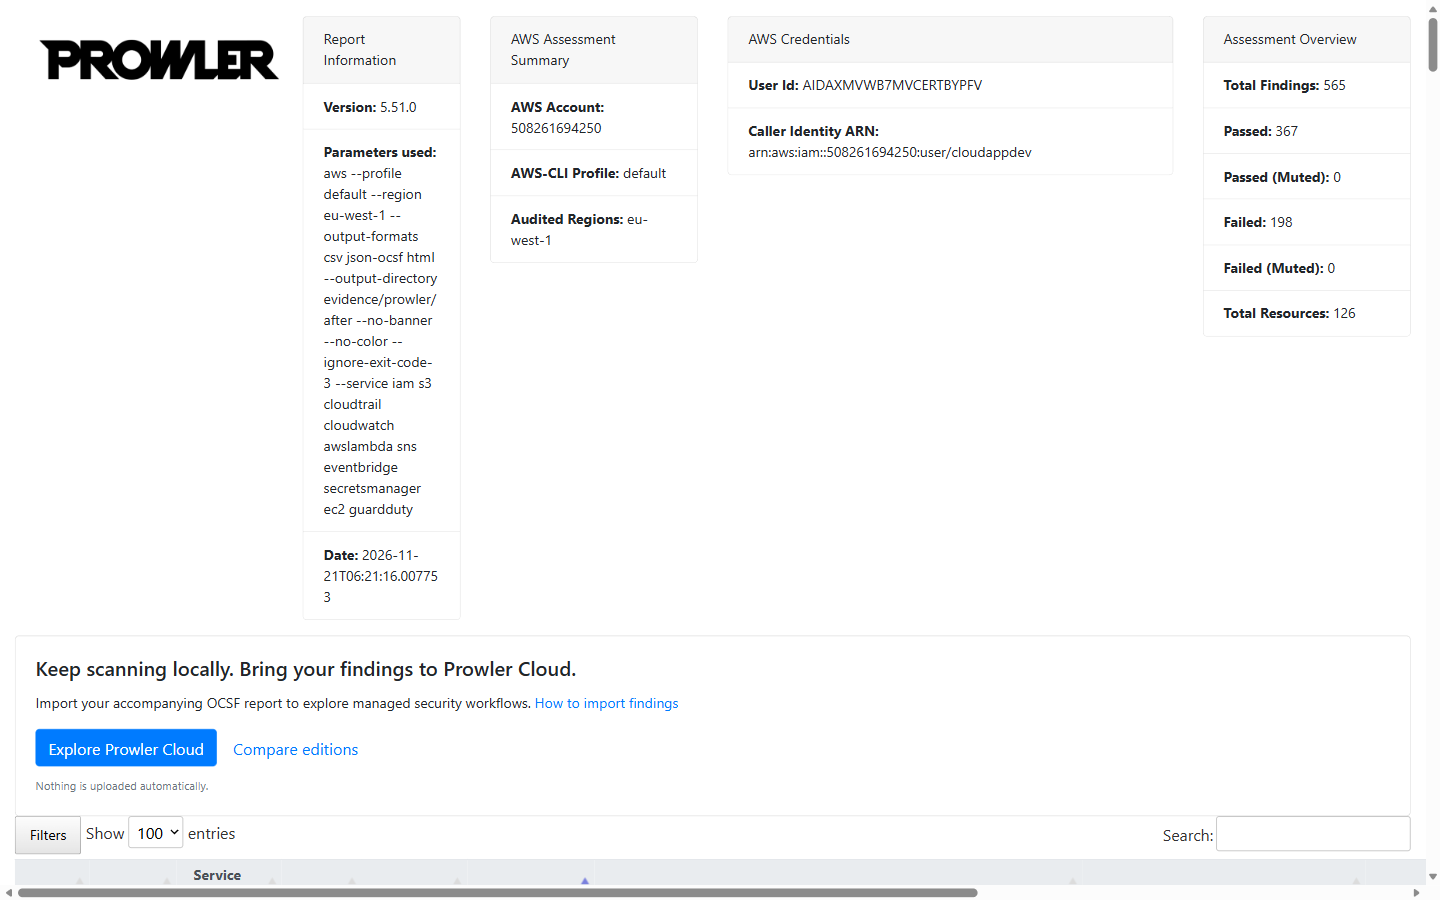 PROWLER
Report
Information
Version: 5.51.0
Parameters used:
aws --profile
default --region
eu-west-1 --
output-formats
csv json-ocsf html
--output-directory
evidence/prowler/
after --no-banner
--no-color --
ignore-exit-code-
3 --service iam s3
cloudtrail
cloudwatch
awslambda sns
eventbridge
secretsmanager
ec2 guardduty
Date: 2026-11-
21T06:21:16.00775
3
AWS Assessment
Summary
AWS Account:
508261694250
AWS-CLI Profile: default
Audited Regions: eu-
west-1
AWS Credentials
User Id: AIDAXMVWB7MVCERTBYPFV
Caller Identity ARN:
arn:aws:iam::508261694250:user/cloudappdev
Assessment Overview
Total Findings: 565
Passed: 367
Passed (Muted): 0
Failed: 198
Failed (Muted): 0
Total Resources: 126
Keep scanning locally. Bring your findings to Prowler Cloud.
Import your accompanying OCSF report to explore managed security workflows. How to import findings
Explore Prowler Cloud Compare editions
Nothing is uploaded automatically.
Filters Show 100 entries Search:
Service